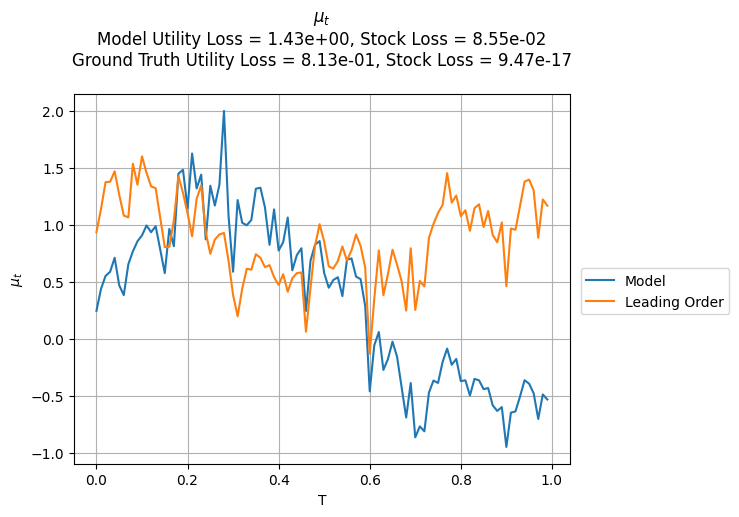 μₜ
Model Utility Loss = 1.43e+00, Stock Loss = 8.55e-02
Ground Truth Utility Loss = 8.13e-01, Stock Loss = 9.47e-17
2.0
1.5
1.0
0.5
0.0
−0.5
−1.0
μₜ
0.0 0.2 0.4 0.6 0.8 1.0
T
Model
Leading Order